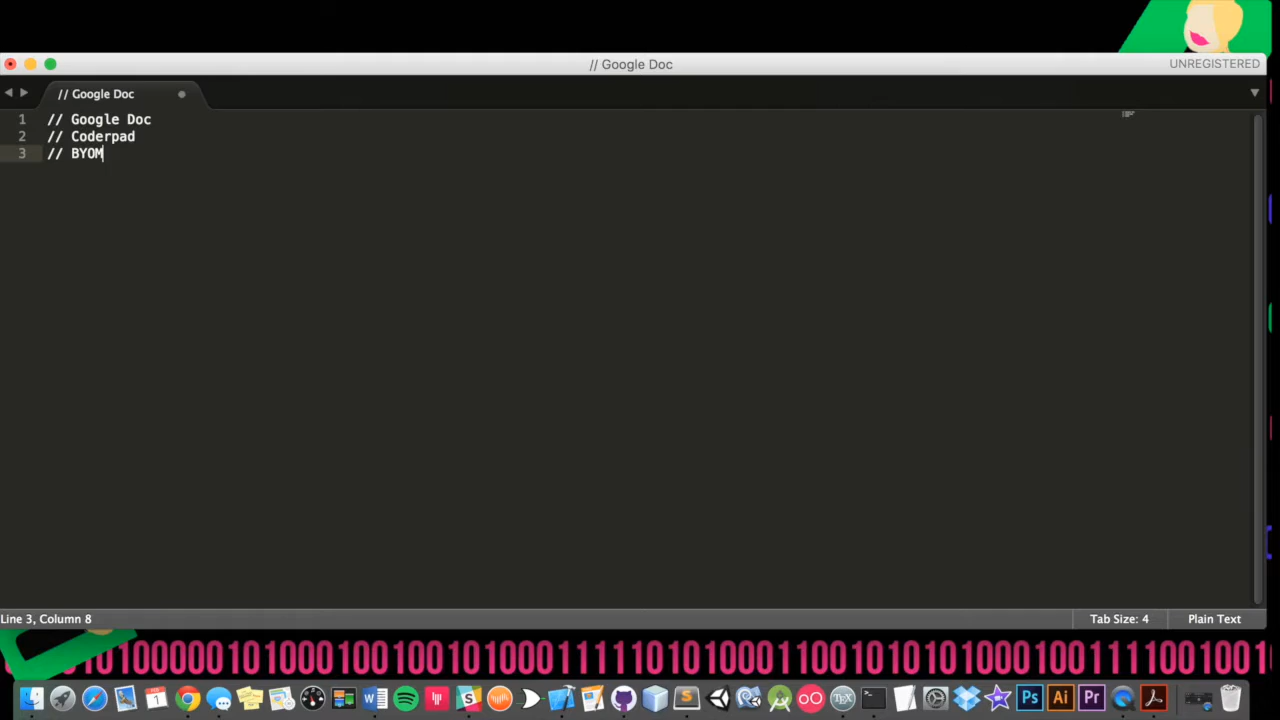 // Google Doc
UNREGISTERED
// Google Doc
1 // Google Doc
2 // Coderpad
3 // BYOM
Line 3, Column 8
Tab Size: 4
Plain Text